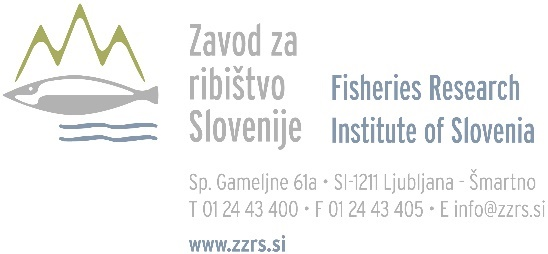 Zavod za
ribištvo
Slovenije
Fisheries Research
Institute of Slovenia
Sp. Gameljne 61a • SI-1211 Ljubljana - Šmartno
T 01 24 43 400 • F 01 24 43 405 • E info@zzrs.si
www.zzrs.si